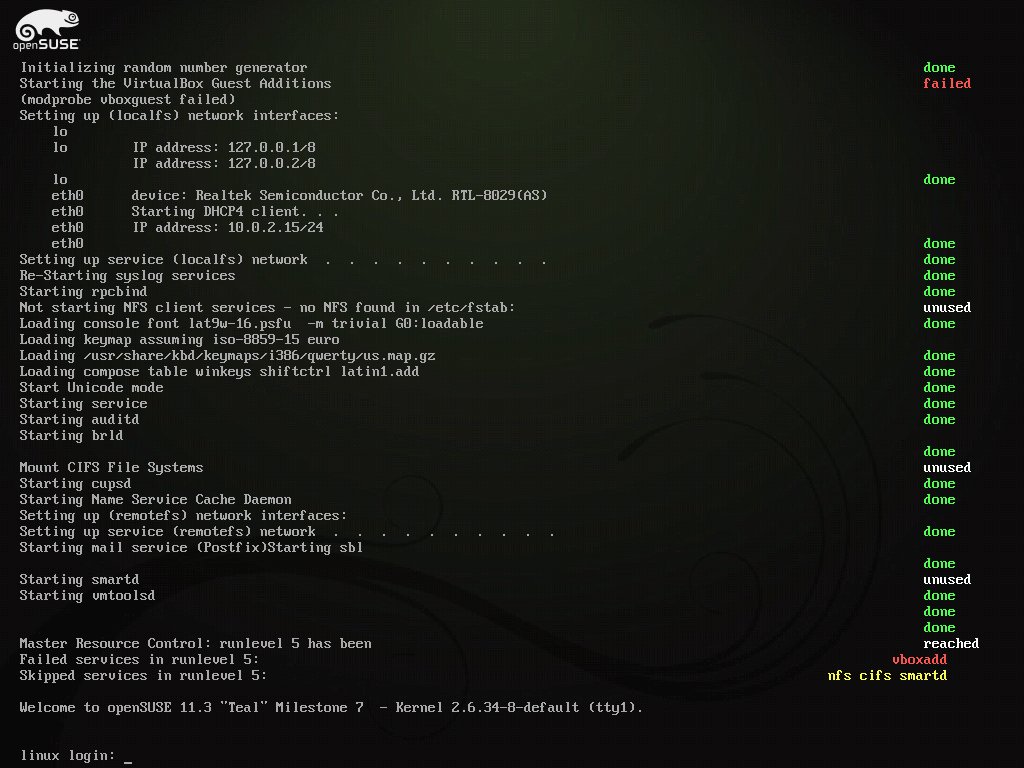 openSUSE
Initializing random number generator done
Starting the VirtualBox Guest Additions failed
(modprobe vboxguest failed)
Setting up (localfs) network interfaces:
lo
lo IP address: 127.0.0.1/8
IP address: 127.0.0.2/8
lo done
eth0 device: Realtek Semiconductor Co., Ltd. RTL-8029(AS)
eth0 Starting DHCP4 client. . .
eth0 IP address: 10.0.2.15/24
eth0 done
Setting up service (localfs) network . . . . . . . . . . done
Re-Starting syslog services done
Starting rpcbind done
Not starting NFS client services - no NFS found in /etc/fstab: unused
Loading console font lat9w-16.psfu -m trivial G0:loadable done
Loading keymap assuming iso-8859-15 euro
Loading /usr/share/kbd/keymaps/i386/qwerty/us.map.gz done
Loading compose table winkeys shiftctrl latin1.add done
Start Unicode mode done
Starting service done
Starting auditd done
Starting brld
done
Mount CIFS File Systems unused
Starting cupsd done
Starting Name Service Cache Daemon done
Setting up (remotefs) network interfaces:
Setting up service (remotefs) network . . . . . . . . . . done
Starting mail service (Postfix)Starting sbl
done
Starting smartd unused
Starting vmtoolsd done
done
done
Master Resource Control: runlevel 5 has been reached
Failed services in runlevel 5: vboxadd
Skipped services in runlevel 5: nfs cifs smartd
Welcome to openSUSE 11.3 "Teal" Milestone 7 - Kernel 2.6.34-8-default (tty1).
linux login: _